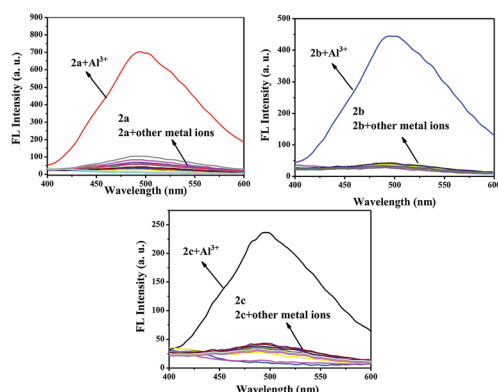 900
800
700
600
500
400
300
200
100
0
FL Intensity (a. u.)
2a+Al³⁺
2a
2a+other metal ions
400 450 500 550 600
Wavelength (nm)
500
400
300
200
100
0
FL Intensity (a. u.)
2b+Al³⁺
2b
2b+other metal ions
400 450 500 550 600
Wavelength (nm)
250
200
150
100
50
0
FL Intensity (a. u.)
2c+Al³⁺
2c
2c+other metal ions
400 450 500 550 600
Wavelength (nm)